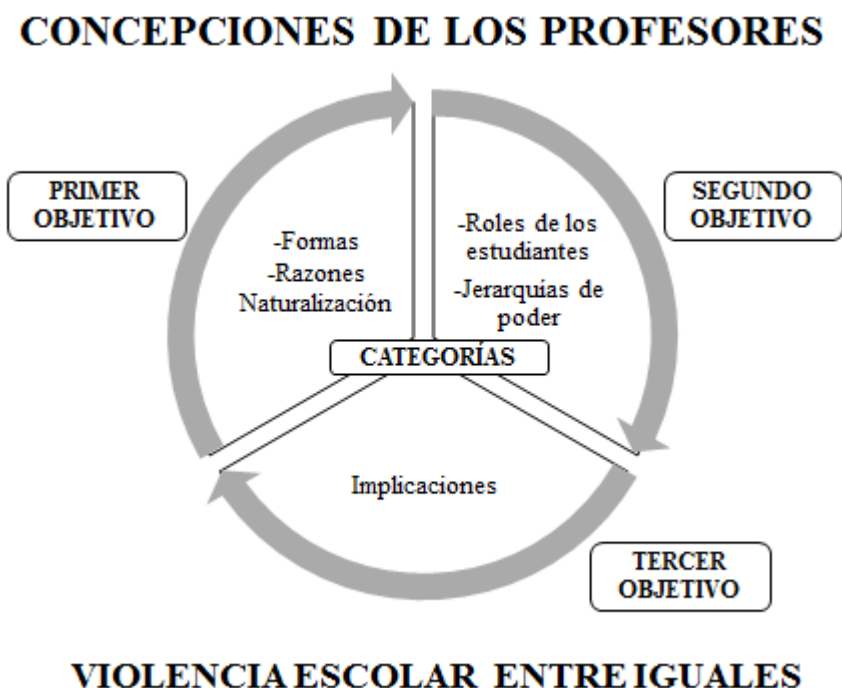 CONCEPCIONES DE LOS PROFESORES
PRIMER
OBJETIVO
-Formas
-Razones
Naturalización
SEGUNDO
OBJETIVO
-Roles de los
estudiantes
-Jerarquías de
poder
CATEGORÍAS
Implicaciones
TERCER
OBJETIVO
VIOLENCIA ESCOLAR ENTRE IGUALES